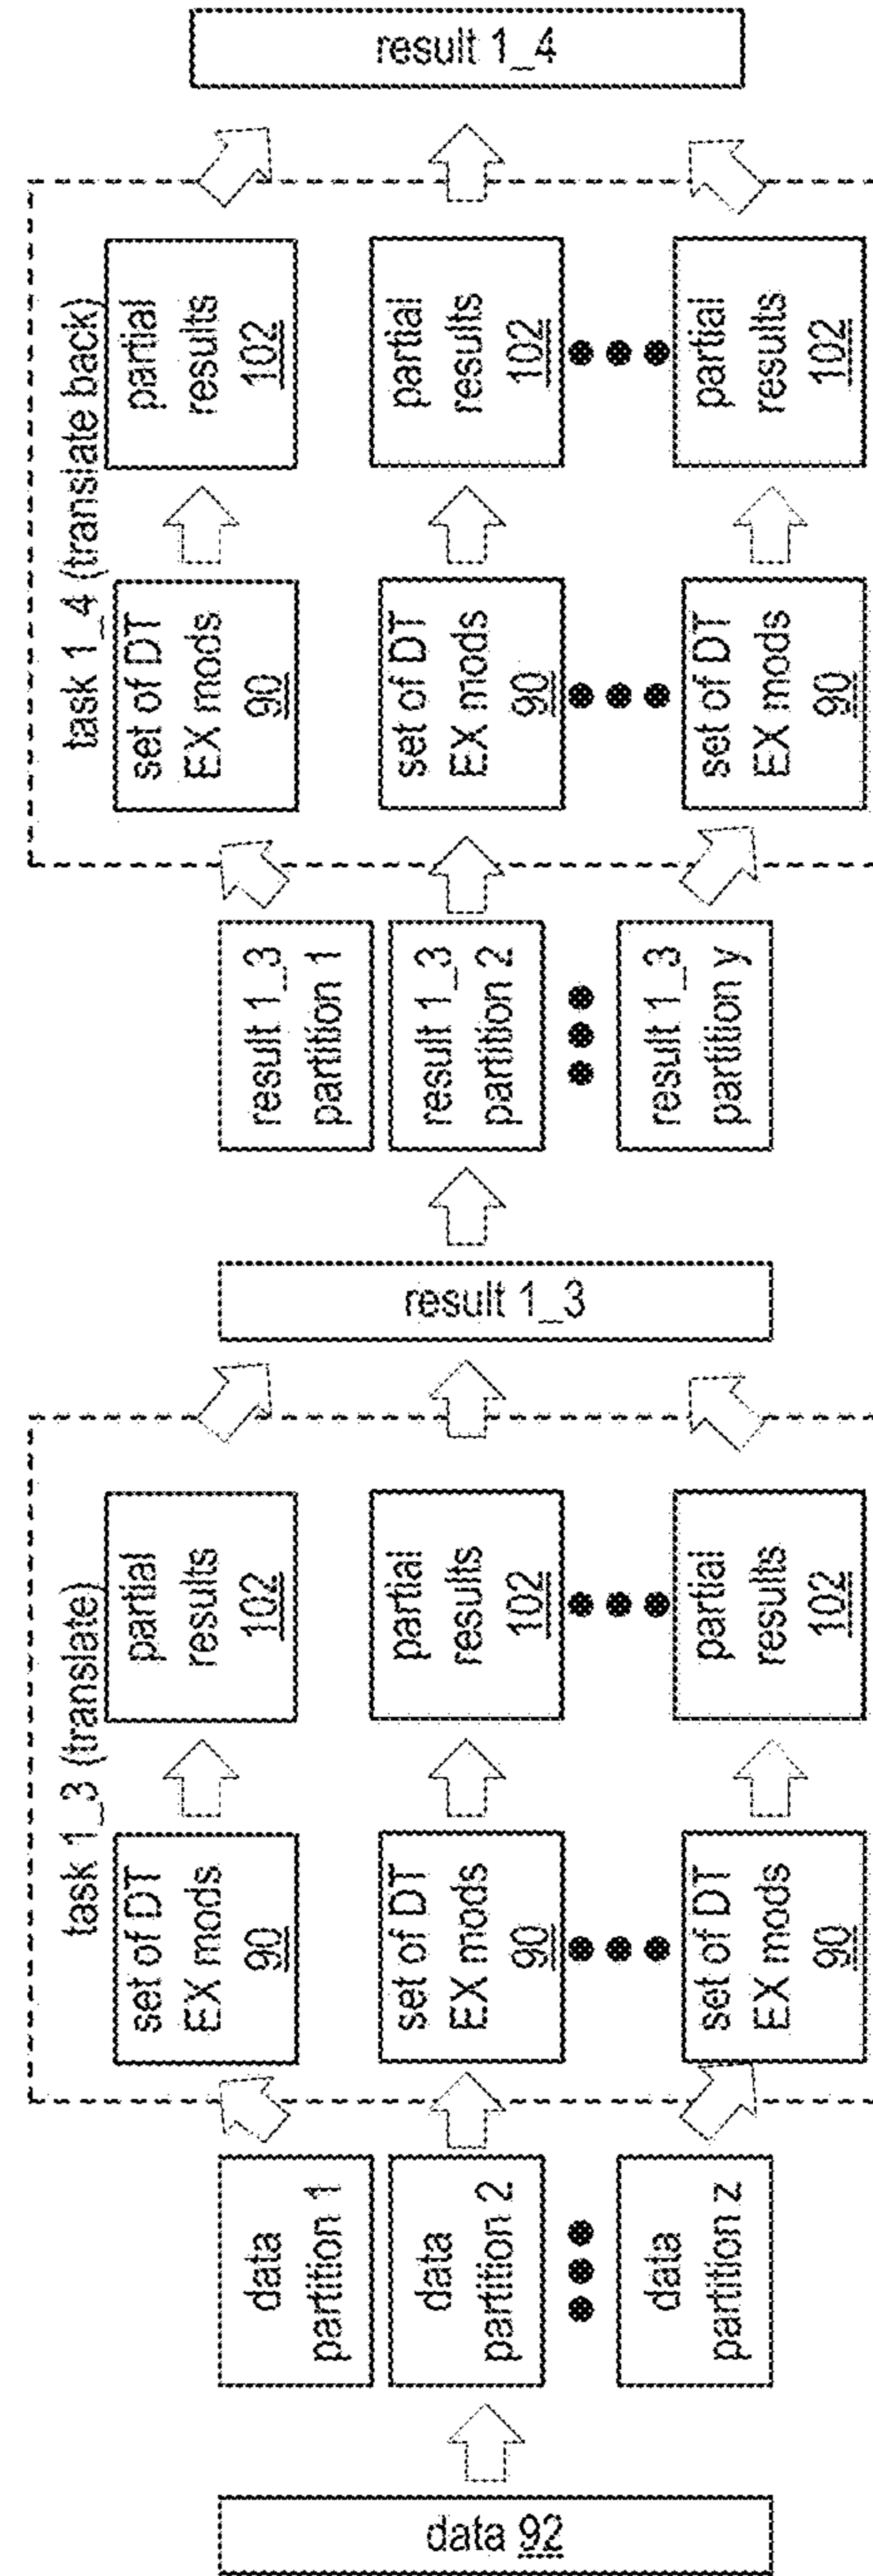 data 92
data
partition 1
data
partition 2
data
partition z
task 1_3 (translate)
set of DT
EX mods
90
partial
results
102
set of DT
EX mods
90
partial
results
102
set of DT
EX mods
90
partial
results
102
result 1_3
result 1_3
partition 1
result 1_3
partition 2
result 1_3
partition y
task 1_4 (translate back)
set of DT
EX mods
90
partial
results
102
set of DT
EX mods
90
partial
results
102
set of DT
EX mods
90
partial
results
102
result 1_4